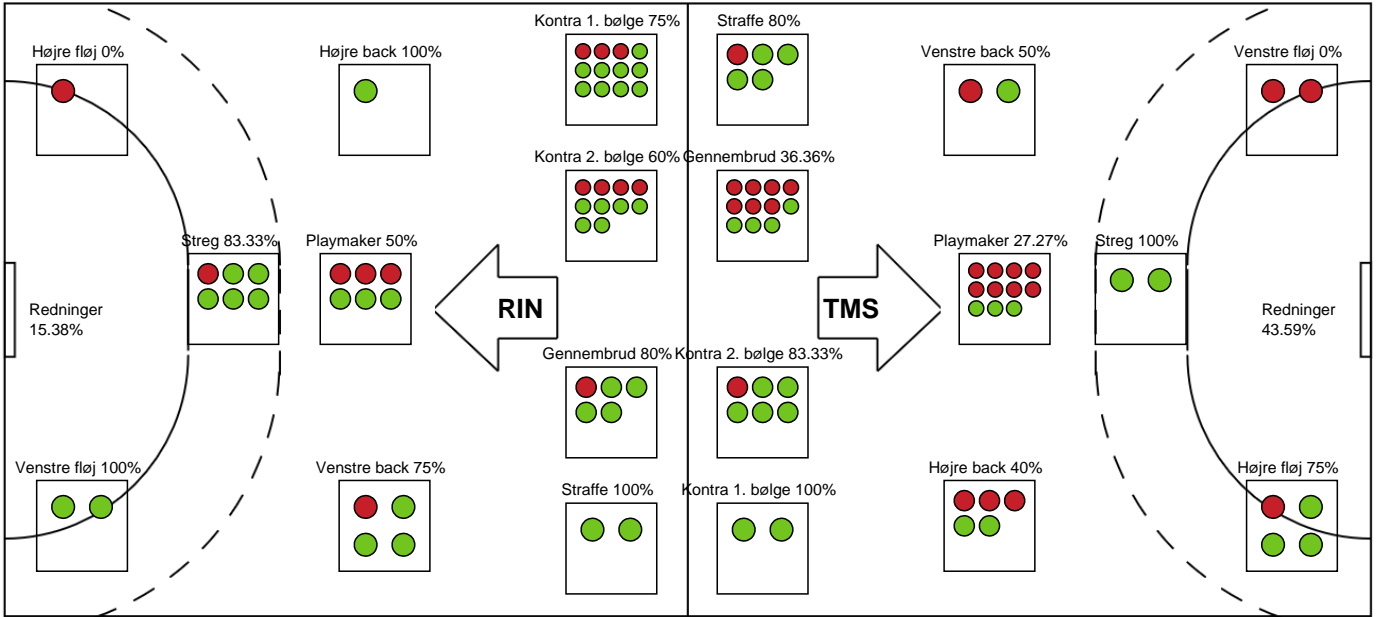 Kontra 1. bølge 75%
Straffe 80%
Højre fløj 0%
Højre back 100%
Venstre back 50%
Venstre fløj 0%
Kontra 2. bølge 60%
Gennembrud 36.36%
Streg 83.33%
Playmaker 50%
Playmaker 27.27%
Streg 100%
Redninger
15.38%
RIN
TMS
Redninger
43.59%
Gennembrud 80%
Kontra 2. bølge 83.33%
Venstre fløj 100%
Venstre back 75%
Straffe 100%
Kontra 1. bølge 100%
Højre back 40%
Højre fløj 75%